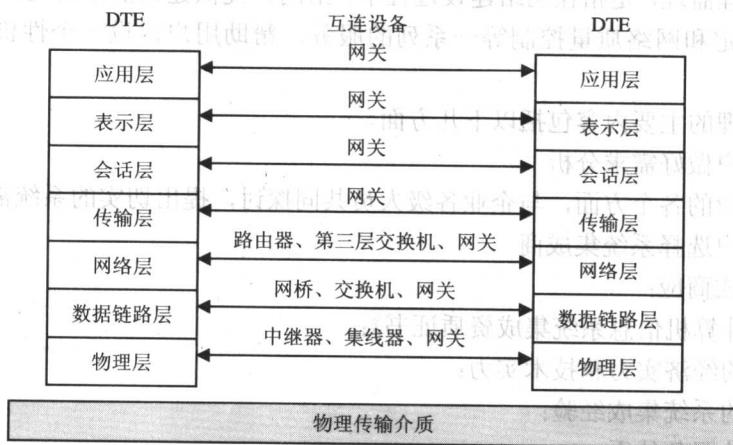 DTE 互连设备 DTE
网关
应用层 应用层
网关
表示层 表示层
网关
会话层 会话层
网关
传输层 传输层
路由器、第三层交换机、网关
网络层 网络层
网桥、交换机、网关
数据链路层 数据链路层
中继器、集线器、网关
物理层 物理层
物理传输介质